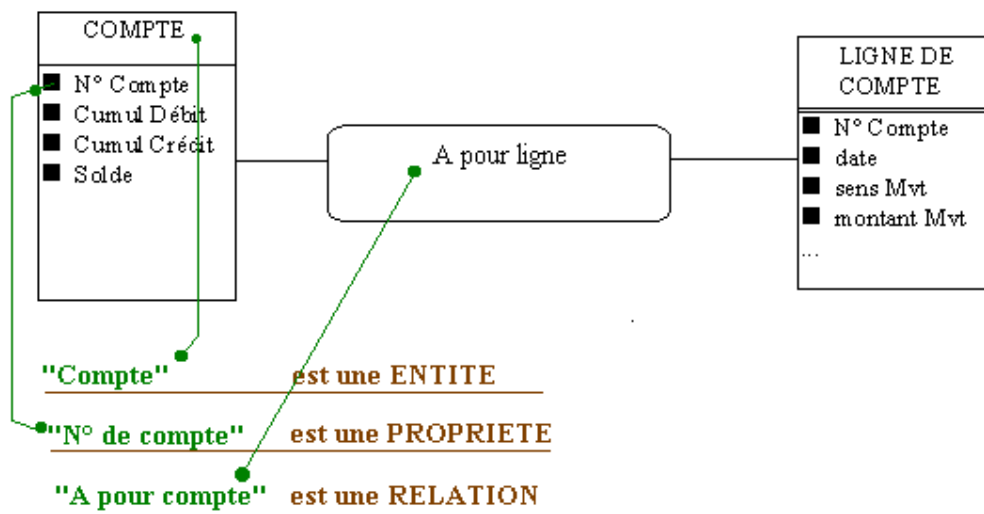 COMPTE
N° Compte
Cumul Débit
Cumul Crédit
Solde
A pour ligne
LIGNE DE
COMPTE
N° Compte
date
sens Mvt
montant Mvt
...
"Compte" est une ENTITE
"N° de compte" est une PROPRIETE
"A pour compte" est une RELATION